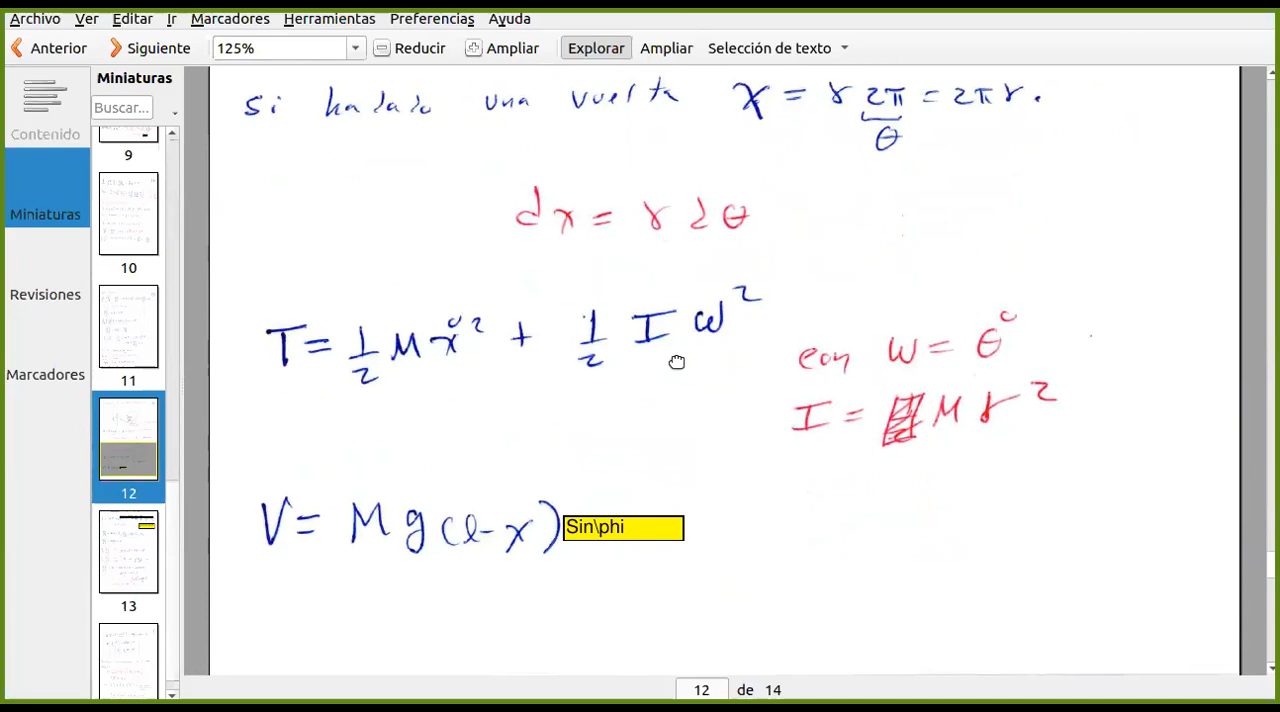 Archivo Ver Editar Ir Marcadores Herramientas Preferencias Ayuda
Anterior Siguiente 125% Reducir Ampliar Explorar Ampliar Selección de texto
Contenido
Miniaturas
Revisiones
Marcadores
Miniaturas
Buscar...
9
10
11
12
13
si ha dado una vuelta x = r 2π = 2π r.
θ
dx = r dθ
T = 1/2 M ẋ² + 1/2 I ω²
con ω = θ̇
I = M r²
V = M g (l - x) Sin\phi
12 de 14